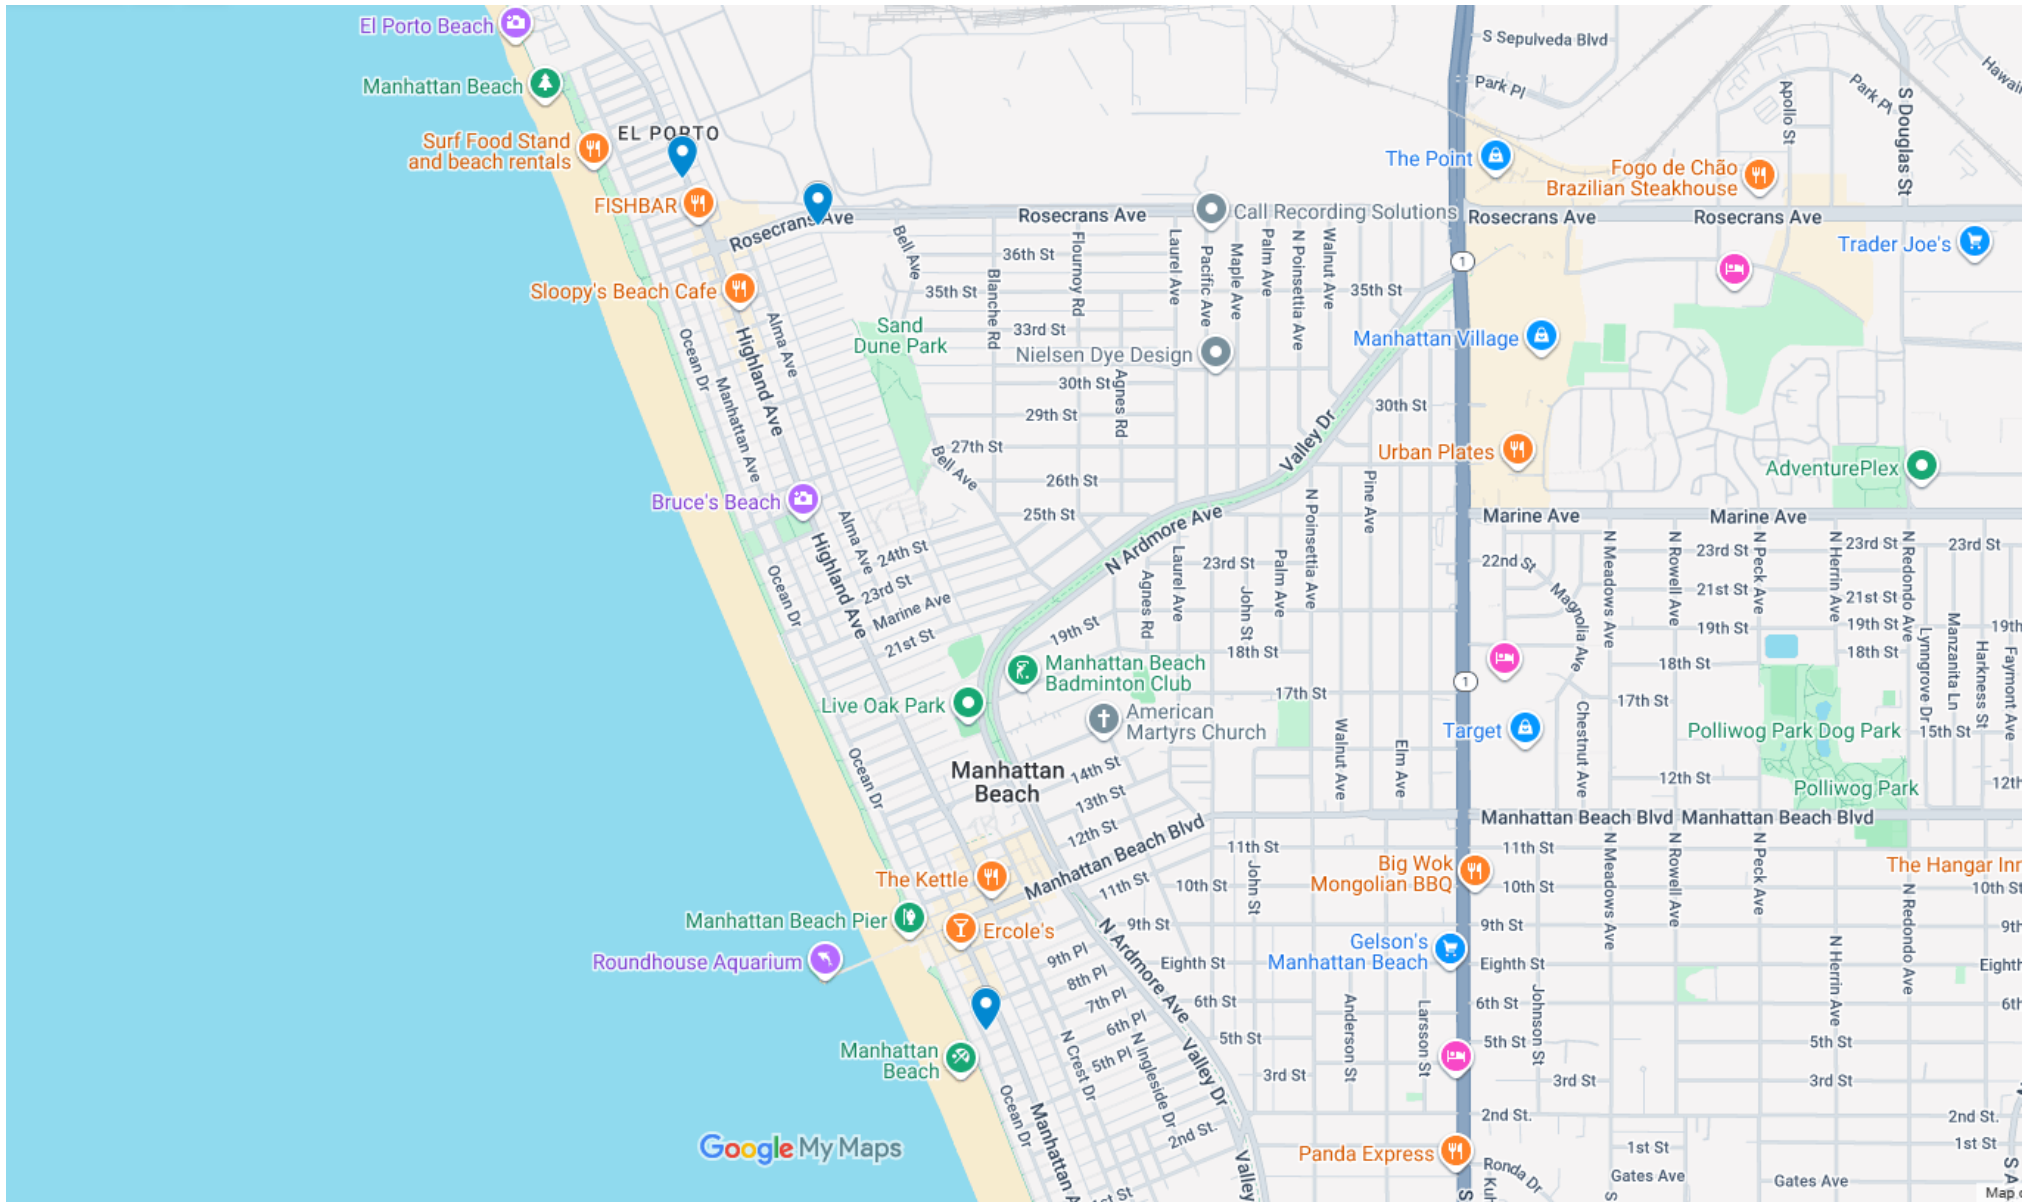 El Porto Beach
Manhattan Beach
EL PORTO
Surf Food Stand
and beach rentals
FISHBAR
Rosecrans Ave
Rosecrans Ave
Call Recording Solutions
Rosecrans Ave
Rosecrans Ave
S Sepulveda Blvd
Park Pl
Apollo St
Park Pl
S Douglas St
The Point
Fogo de Chão
Brazilian Steakhouse
Trader Joe's
Sloopy's Beach Cafe
Bell Ave
36th St
35th St
Blanche Rd
Flournoy Rd
33rd St
Laurel Ave
Pacific Ave
Maple Ave
Palm Ave
N Poinsettia Ave
Walnut Ave
35th St
1
Ocean Dr
Manhattan Ave
Highland Ave
Alma Ave
Sand
Dune Park
Nielsen Dye Design
Manhattan Village
30th St
Agnes Rd
29th St
27th St
Bell Ave
26th St
25th St
Valley Dr
30th St
Urban Plates
AdventurePlex
Bruce's Beach
Alma Ave
24th St
23rd St
Marine Ave
21st St
Ocean Dr
Highland Ave
N Ardmore Ave
Pine Ave
N Poinsettia Ave
Marine Ave
Marine Ave
22nd St
Magnolia Ave
N Meadows Ave
N Rowell Ave
23rd St
N Peck Ave
21st St
19th St
18th St
17th St
N Herrin Ave
23rd St
N Redondo Ave
23rd St
21st St
19th St
18th St
Lynngrove Dr
Manzanita Ln
Harkness St
Faymont Ave
19th
15th St
12th
Agnes Rd
Laurel Ave
23rd St
John St
Palm Ave
19th St
18th St
17th St
Manhattan Beach
Badminton Club
Live Oak Park
American
Martyrs Church
1
Target
Chestnut Ave
12th St
Polliwog Park Dog Park
Polliwog Park
Walnut Ave
Elm Ave
Manhattan
Beach
14th St
13th St
12th St
Ocean Dr
Manhattan Beach Blvd
Manhattan Beach Blvd
Manhattan Beach Blvd
11th St
11th St
10th St
9th St
John St
Eighth St
6th St
5th St
3rd St
Big Wok
Mongolian BBQ
11th St
10th St
9th St
Eighth St
6th St
5th St
3rd St
2nd St.
N Meadows Ave
N Rowell Ave
N Peck Ave
The Hangar Inn
10th St
9th
Eighth
6th
N Redondo Ave
N Herrin Ave
5th St
3rd St
2nd St.
1st St
The Kettle
Manhattan Beach Pier
Ercole's
Roundhouse Aquarium
9th Pl
8th Pl
7th Pl
6th Pl
5th Pl
N Ardmore Ave
Gelson's
Manhattan Beach
Johnson St
Anderson St
Larsson St
Manhattan
Beach
N Crest Dr
N Ingleside Dr
Valley Dr
2nd St.
Ocean Dr
Manhattan A
1st St
Valley
Google My Maps
Panda Express
Ronda Dr
S
1st St
Gates Ave
Gates Ave
S
S A